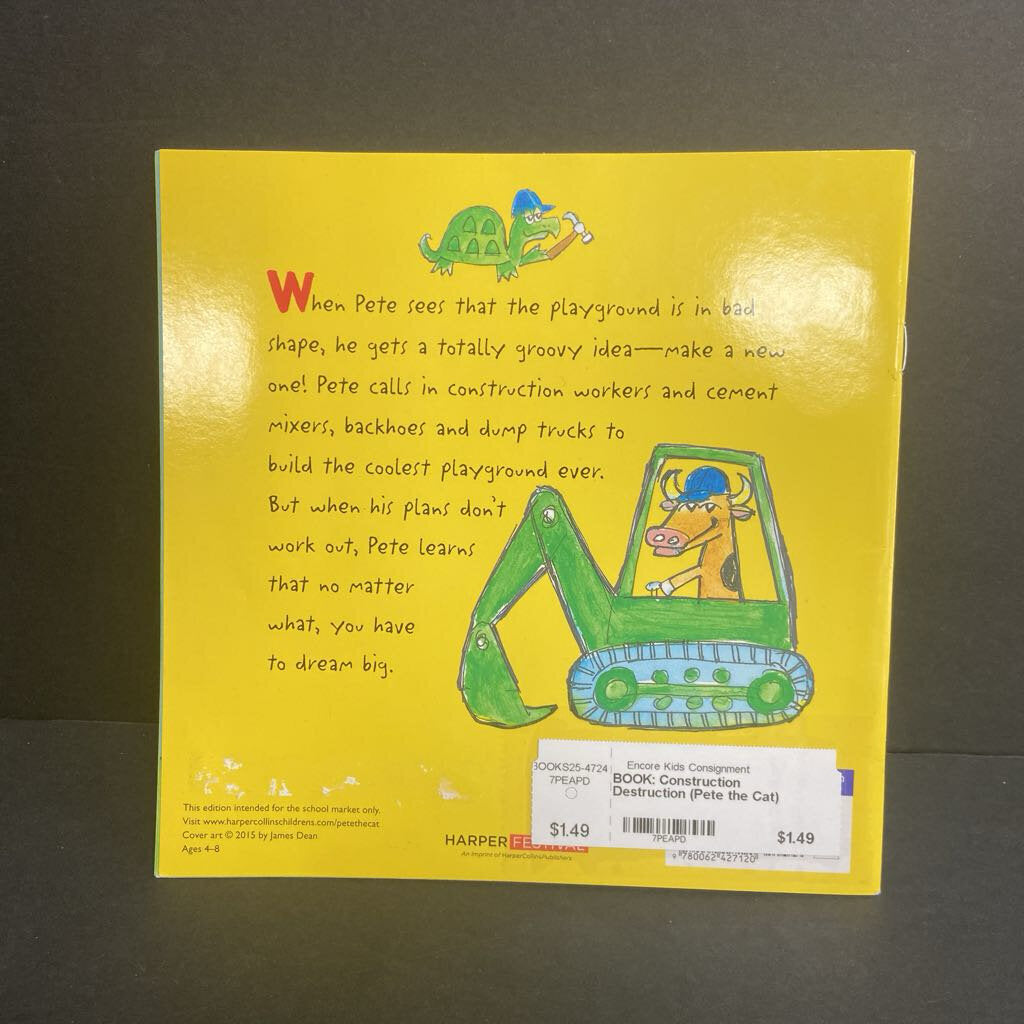 When Pete sees that the playground is in bad
shape, he gets a totally groovy idea—make a new
one! Pete calls in construction workers and cement
mixers, backhoes and dump trucks to
build the coolest playground ever.
But when his plans don't
work out, Pete learns
that no matter
what, you have
to dream big.
This edition intended for the school market only.
Visit www.harpercollinschildrens.com/petethecat
Cover art © 2015 by James Dean
Ages 4–8
HARPER FESTIVAL
An Imprint of HarperCollinsPublishers
BOOKS25-4724
7PEAPD
$1.49
Encore Kids Consignment
BOOK: Construction
Destruction (Pete the Cat)
7PEAPD
$1.49
9 780062 427120